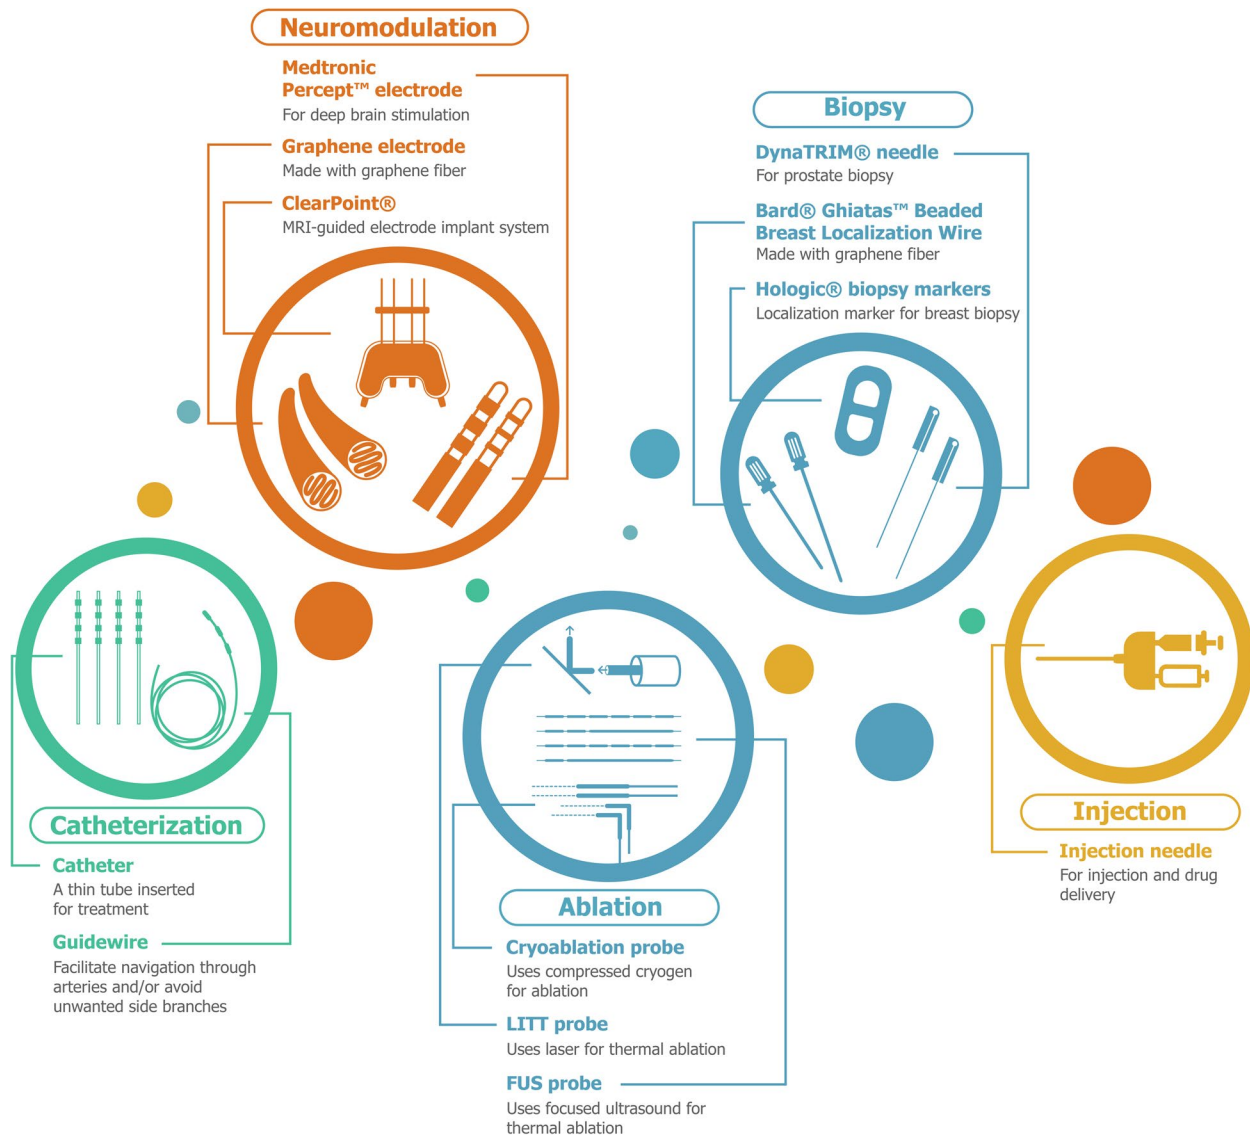 Neuromodulation
Medtronic
Percept™ electrode
For deep brain stimulation
Graphene electrode
Made with graphene fiber
ClearPoint®
MRI-guided electrode implant system
Biopsy
DynaTRIM® needle
For prostate biopsy
Bard® Ghiatas™ Beaded
Breast Localization Wire
Made with graphene fiber
Hologic® biopsy markers
Localization marker for breast biopsy
Catheterization
Catheter
A thin tube inserted
for treatment
Guidewire
Facilitate navigation through
arteries and/or avoid
unwanted side branches
Ablation
Cryoablation probe
Uses compressed cryogen
for ablation
LITT probe
Uses laser for thermal ablation
FUS probe
Uses focused ultrasound for
thermal ablation
Injection
Injection needle
For injection and drug
delivery